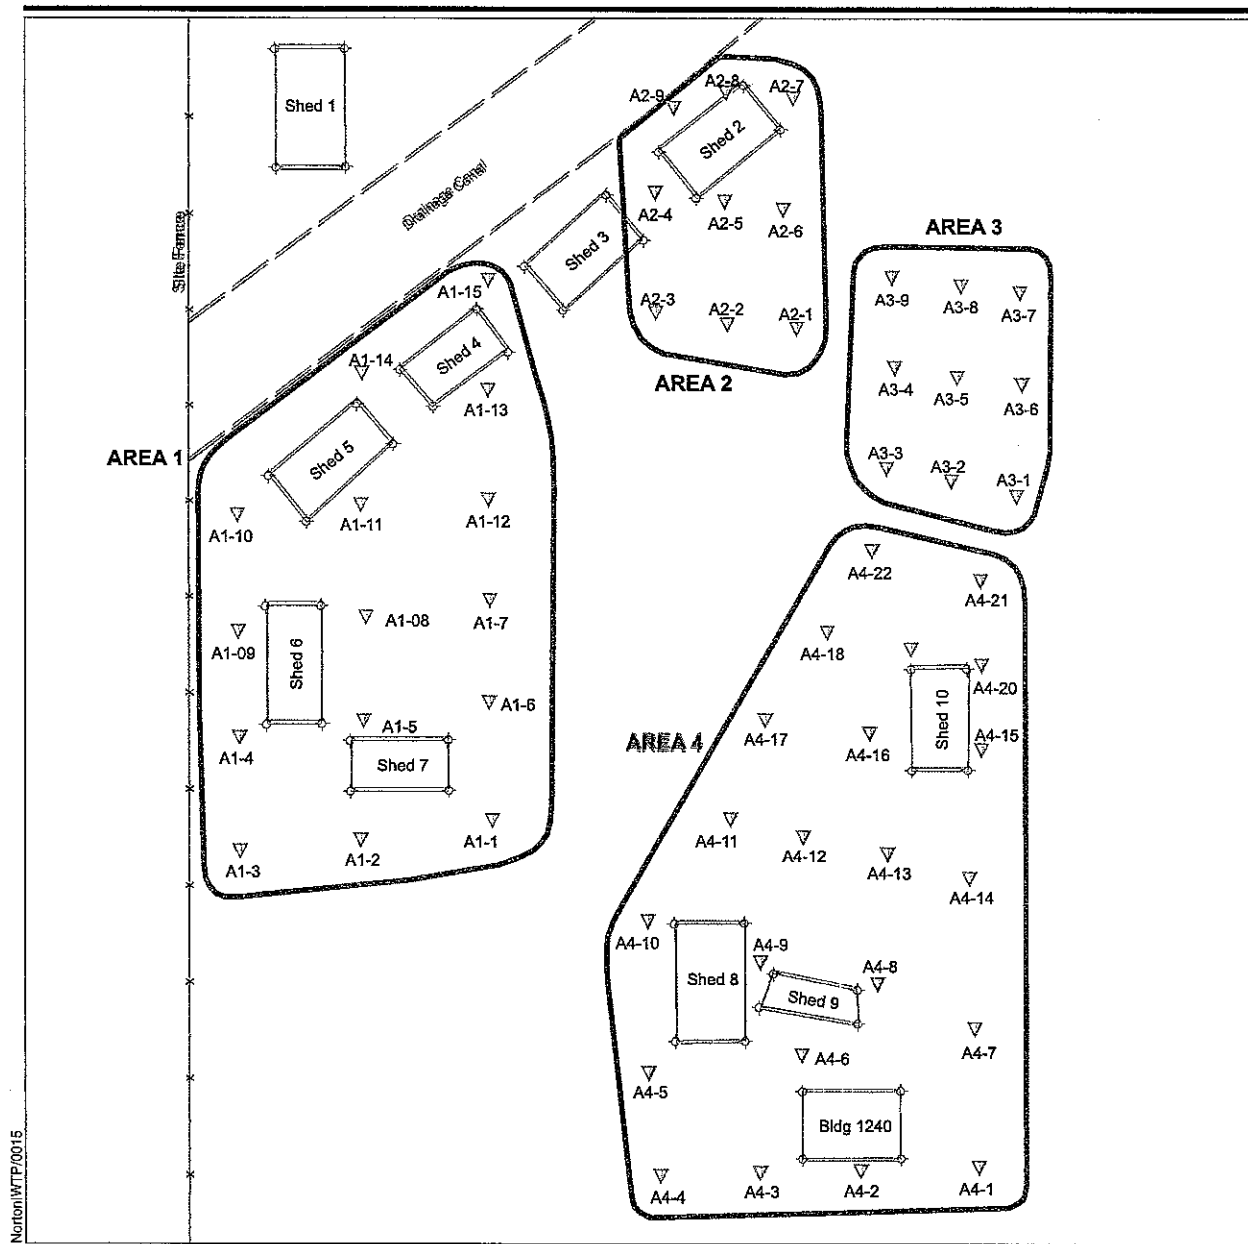 Shed 1
Drainage Canal
Site Fence
A2-9
A2-8
A2-7
Shed 2
A2-4
A2-5
A2-6
Shed 3
A2-3
A2-2
A2-1
AREA 2
AREA 3
A3-9
A3-8
A3-7
A3-4
A3-5
A3-6
A3-3
A3-2
A3-1
A1-15
Shed 4
A1-14
A1-13
AREA 1
Shed 5
A1-10
A1-11
A1-12
A1-09
Shed 6
A1-08
A1-7
A1-4
A1-5
A1-6
Shed 7
A1-3
A1-2
A1-1
A4-22
A4-21
A4-18
A4-20
Shed 10
AREA 4
A4-17
A4-16
A4-15
A4-11
A4-12
A4-13
A4-14
A4-10
Shed 8
A4-9
A4-8
Shed 9
A4-7
A4-6
A4-5
Bldg 1240
A4-4
A4-3
A4-2
A4-1
Norton/WTP/0015